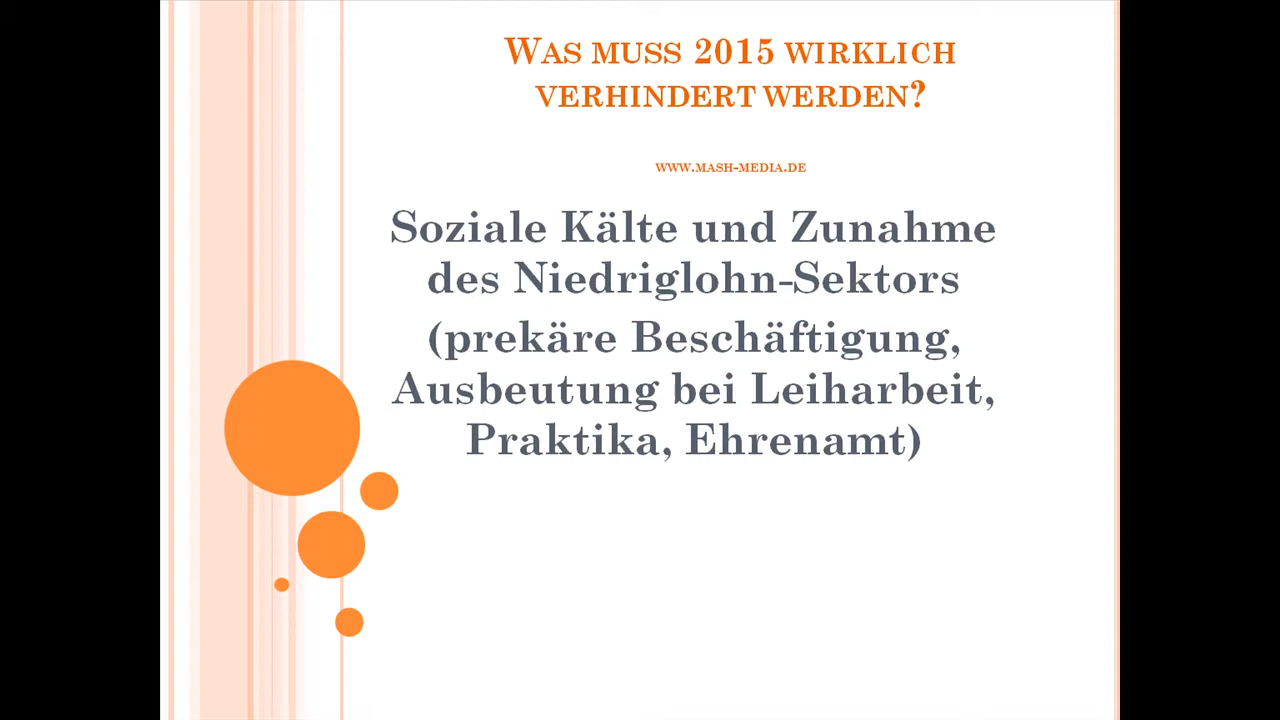 Was muss 2015 wirklich
verhindert werden?
www.mash-media.de
Soziale Kälte und Zunahme
des Niedriglohn-Sektors
(prekäre Beschäftigung,
Ausbeutung bei Leiharbeit,
Praktika, Ehrenamt)